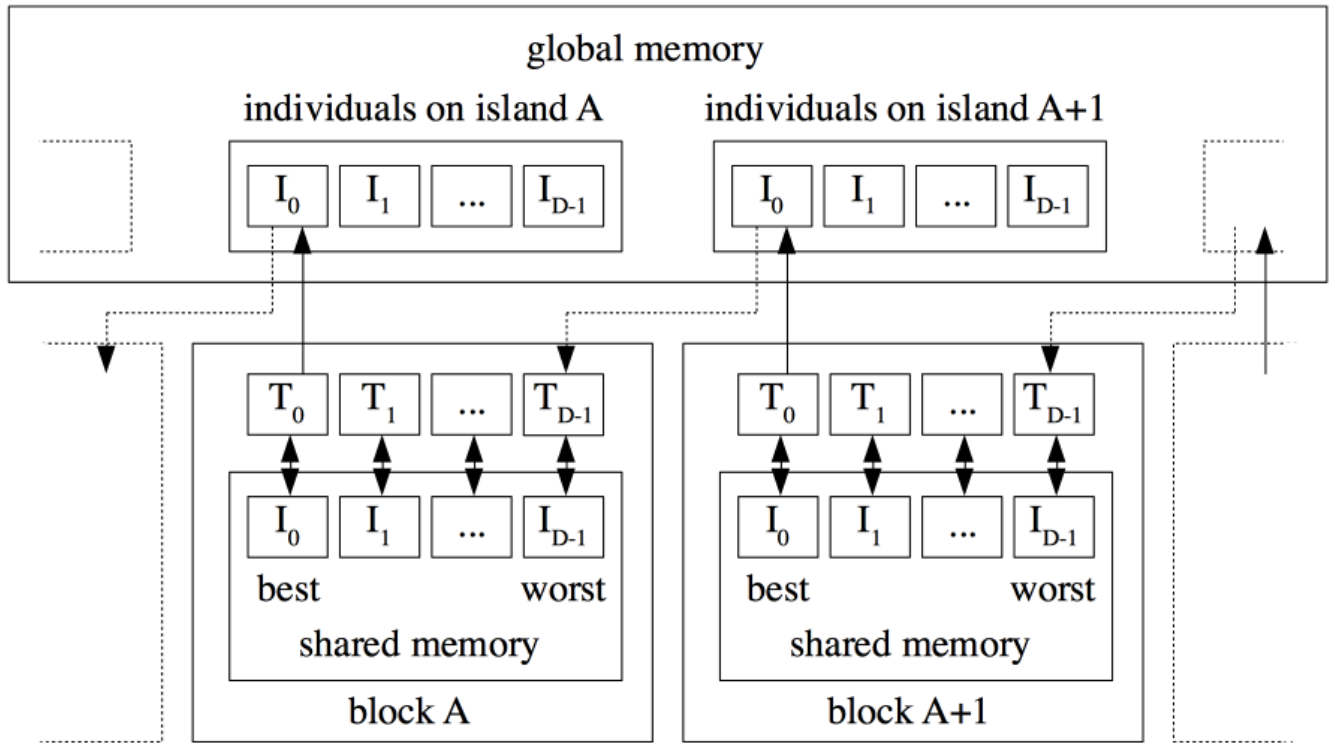 global memory
individuals on island A individuals on island A+1
I0 I1 ... ID-1 I0 I1 ... ID-1
T0 T1 ... TD-1 T0 T1 ... TD-1
I0 I1 ... ID-1 I0 I1 ... ID-1
best worst best worst
shared memory shared memory
block A block A+1